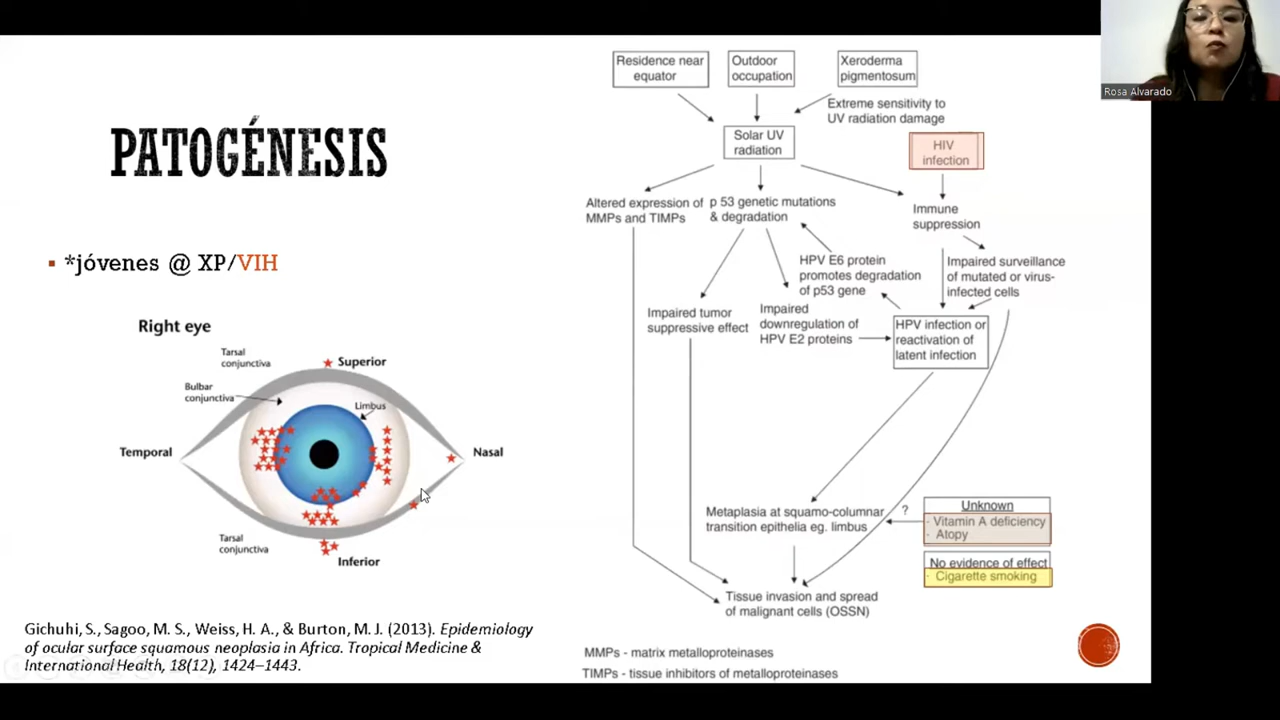 PATOGÉNESIS
▪ *jóvenes @ XP/VIH
Right eye
Tarsal
conjunctiva
Superior
Bulbar
conjunctiva
Limbus
Temporal
Nasal
Tarsal
conjunctiva
Inferior
Gichuhi, S., Sagoo, M. S., Weiss, H. A., & Burton, M. J. (2013). Epidemiology
of ocular surface squamous neoplasia in Africa. Tropical Medicine &
International Health, 18(12), 1424–1443.
Residence near
equator
Outdoor
occupation
Xeroderma
pigmentosum
Extreme sensitivity to
UV radiation damage
Solar UV
radiation
HIV
infection
Altered expression of
MMPs and TIMPs
p 53 genetic mutations
& degradation
Immune
suppression
HPV E6 protein
promotes degradation
of p53 gene
Impaired surveillance
of mutated or virus-
infected cells
Impaired tumor
suppressive effect
Impaired
downregulation of
HPV E2 proteins
HPV infection or
reactivation of
latent infection
Metaplasia at squamo-columnar
transition epithelia eg. limbus
?
Unknown
- Vitamin A deficiency
- Atopy
No evidence of effect
- Cigarette smoking
Tissue invasion and spread
of malignant cells (OSSN)
MMPs - matrix metalloproteinases
TIMPs - tissue inhibitors of metalloproteinases
Rosa Alvarado